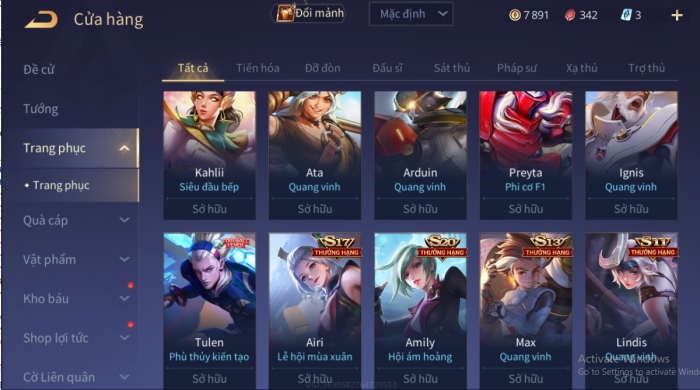 Cửa hàng
Đổi mảnh
Mặc định
7 891
342
3
+
Đề cử
Tướng
Trang phục
Trang phục
Quà cáp
Vật phẩm
Kho báu
Shop lợi tức
Cờ Liên quân
Tất cả
Tiến hóa
Đỡ đòn
Đấu sĩ
Sát thủ
Pháp sư
Xạ thủ
Trợ thủ
Kahlii
Siêu đầu bếp
Sở hữu
Ata
Quang vinh
Sở hữu
Arduin
Quang vinh
Sở hữu
Preyta
Phi cơ F1
Sở hữu
Ignis
Quang vinh
Sở hữu
Tulen
Phù thủy kiến tạo
Sở hữu
S17
THƯỞNG HẠNG
Airi
Lễ hội mùa xuân
Sở hữu
S20
THƯỞNG HẠNG
Amily
Hội ám hoàng
Sở hữu
S13
THƯỞNG HẠNG
Max
Quang vinh
Sở hữu
S11
THƯỞNG HẠNG
Lindis
Quang vinh
Sở hữu
Activate Windows
Go to Settings to activate Wind